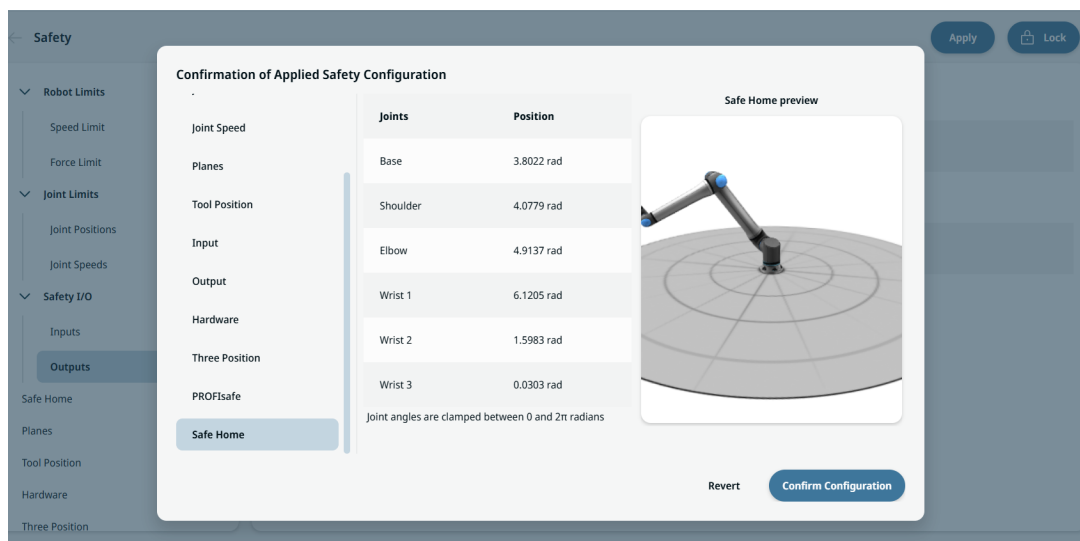 Safety
Apply
Lock
Robot Limits
Speed Limit
Force Limit
Joint Limits
Joint Positions
Joint Speeds
Safety I/O
Inputs
Outputs
Safe Home
Planes
Tool Position
Hardware
Three Position
Confirmation of Applied Safety Configuration
Joint Speed
Planes
Tool Position
Input
Output
Hardware
Three Position
PROFIsafe
Safe Home
Joints Position
Base 3.8022 rad
Shoulder 4.0779 rad
Elbow 4.9137 rad
Wrist 1 6.1205 rad
Wrist 2 1.5983 rad
Wrist 3 0.0303 rad
Joint angles are clamped between 0 and 2π radians
Safe Home preview
Revert
Confirm Configuration